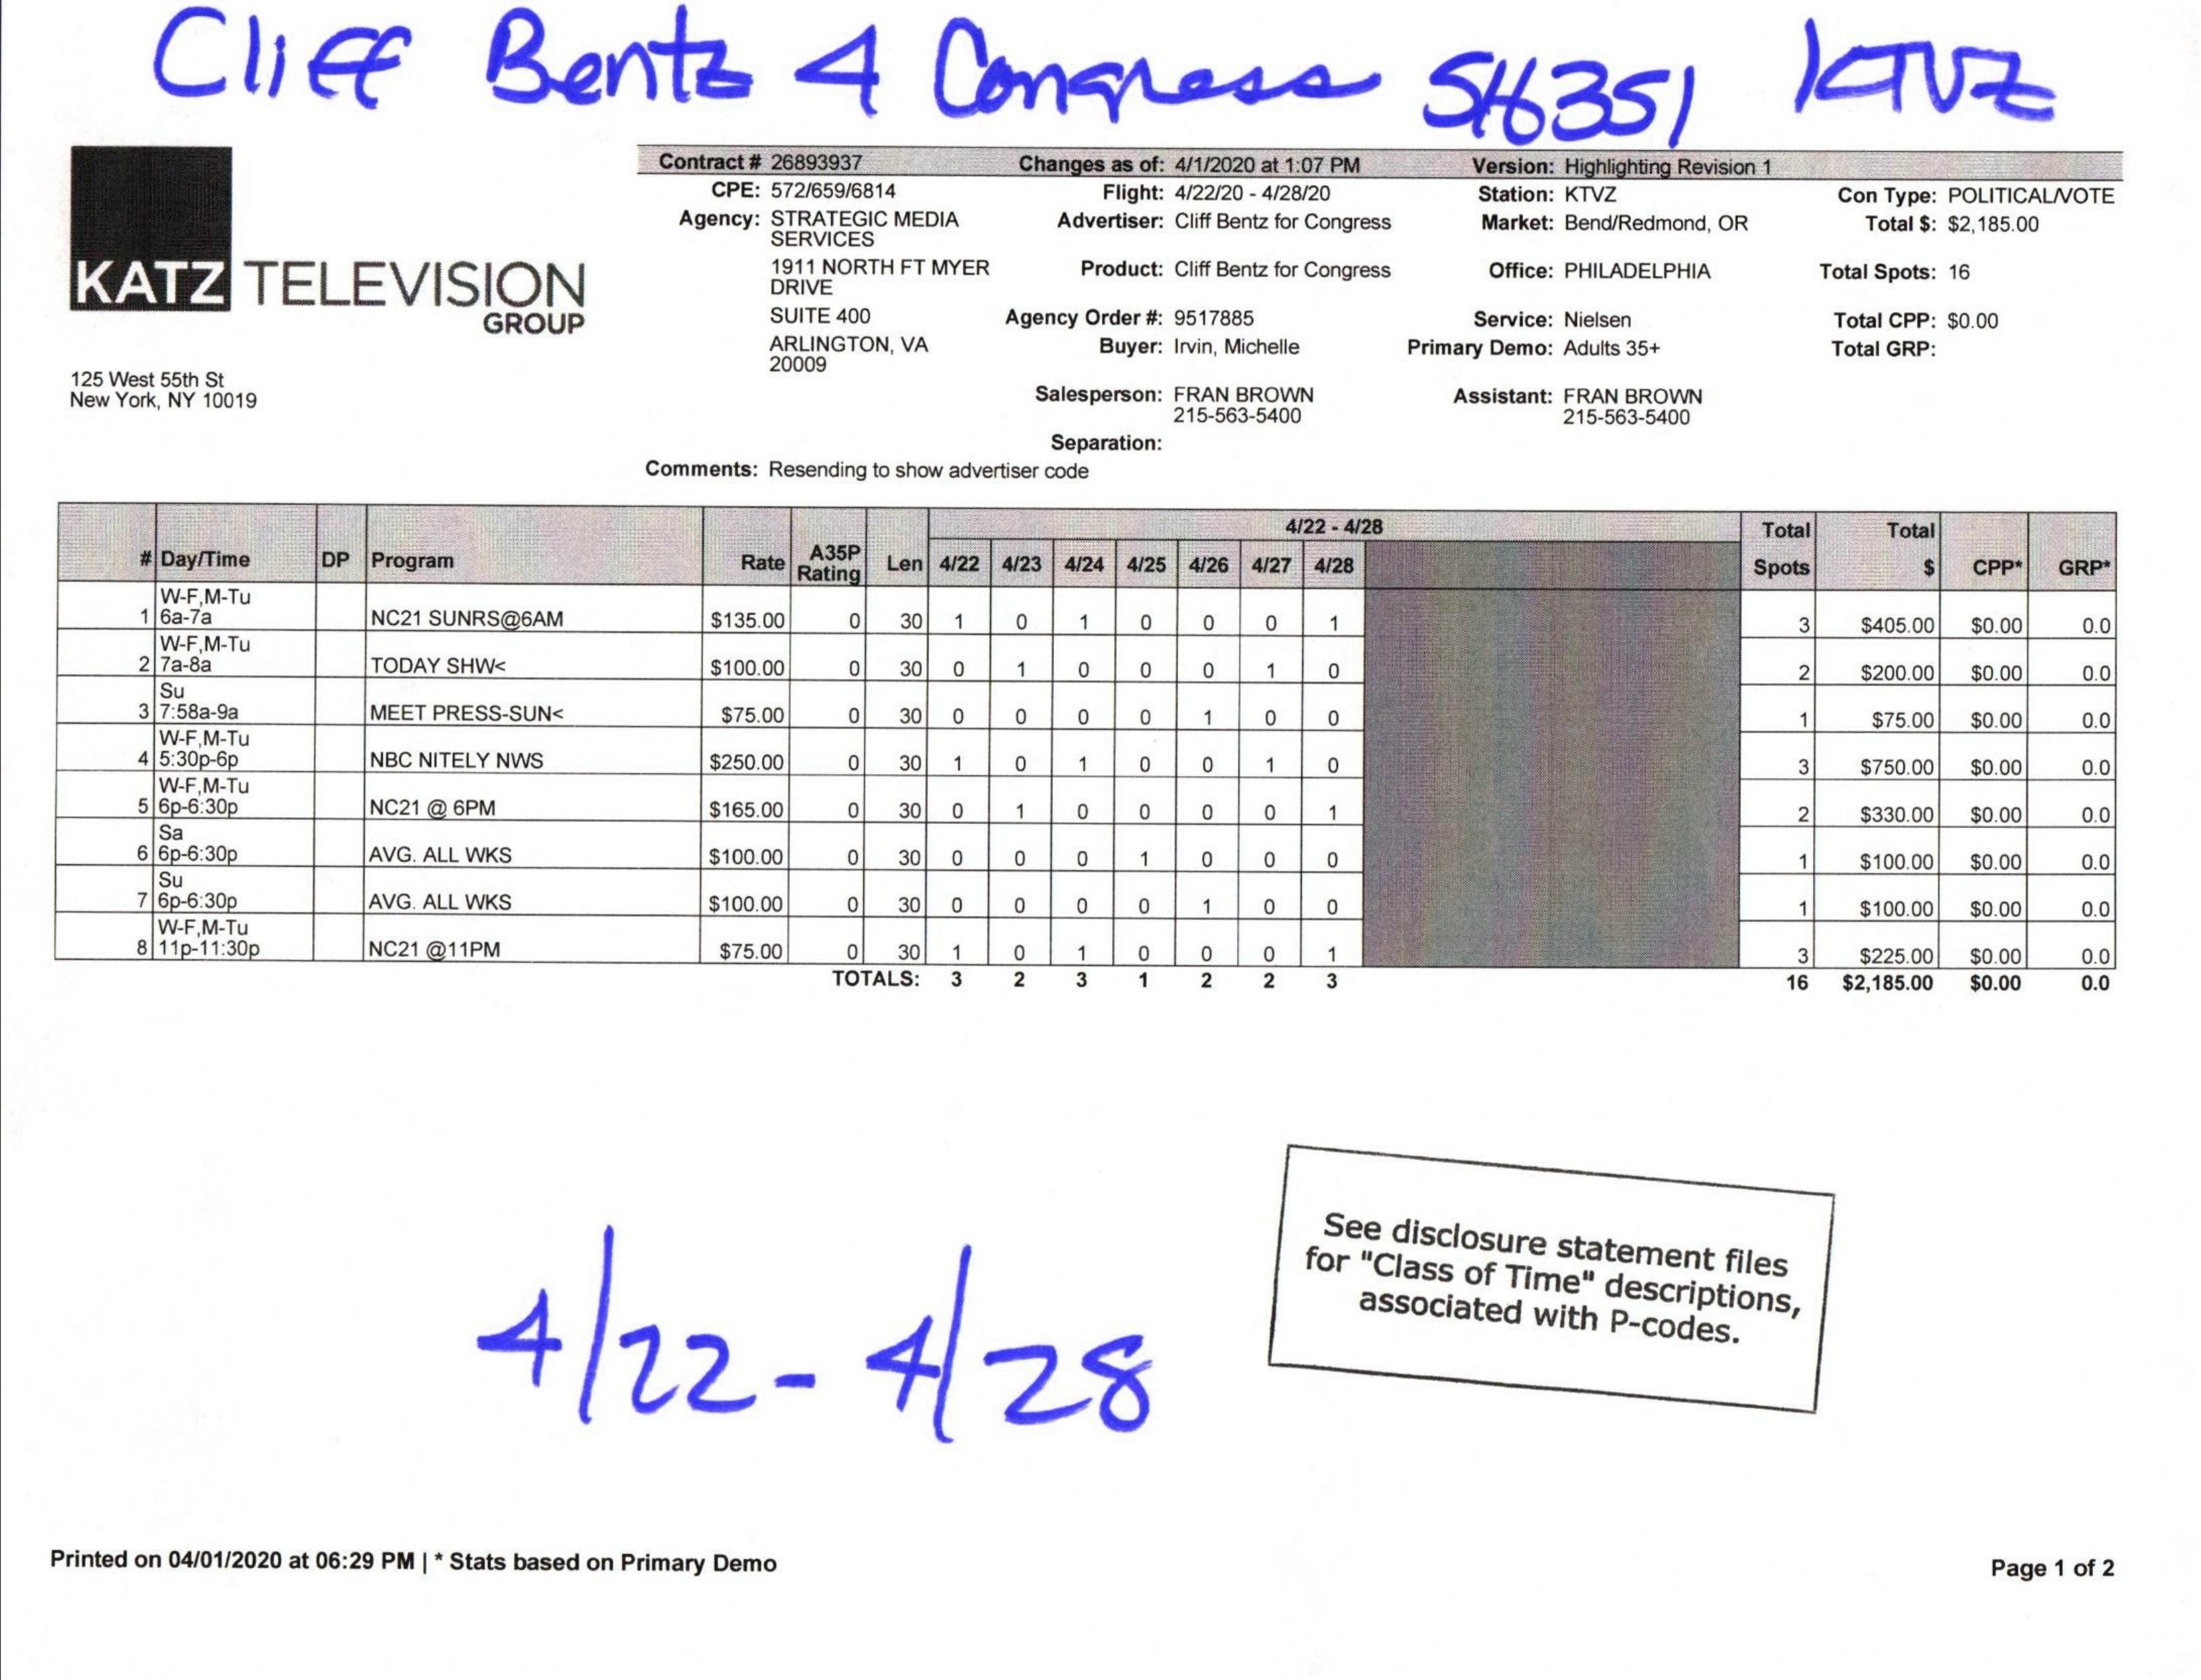 Cliff Bentz 4 Congress 516351 KTVZ
KATZ TELEVISION
GROUP
125 West 55th St
New York, NY 10019
Contract # 26893937 Changes as of: 4/1/2020 at 1:07 PM Version: Highlighting Revision 1
CPE: 572/659/6814 Flight: 4/22/20 - 4/28/20 Station: KTVZ Con Type: POLITICAL/VOTE
Agency: STRATEGIC MEDIA SERVICES Advertiser: Cliff Bentz for Congress Market: Bend/Redmond, OR Total $: $2,185.00
1911 NORTH FT MYER DRIVE Product: Cliff Bentz for Congress Office: PHILADELPHIA Total Spots: 16
SUITE 400 Agency Order #: 9517885 Service: Nielsen Total CPP: $0.00
ARLINGTON, VA 20009 Buyer: Irvin, Michelle Primary Demo: Adults 35+ Total GRP:
Salesperson: FRAN BROWN Assistant: FRAN BROWN
215-563-5400 215-563-5400
Separation:
Comments: Resending to show advertiser code
4/22 - 4/28
# Day/Time DP Program Rate A35P Rating Len 4/22 4/23 4/24 4/25 4/26 4/27 4/28 Total Spots Total $ CPP* GRP*
1 W-F,M-Tu 6a-7a NC21 SUNRS@6AM $135.00 0 30 1 0 1 0 0 0 1 3 $405.00 $0.00 0.0
2 W-F,M-Tu 7a-8a TODAY SHW< $100.00 0 30 0 1 0 0 0 1 0 2 $200.00 $0.00 0.0
3 Su 7:58a-9a MEET PRESS-SUN< $75.00 0 30 0 0 0 0 1 0 0 1 $75.00 $0.00 0.0
4 W-F,M-Tu 5:30p-6p NBC NITELY NWS $250.00 0 30 1 0 1 0 0 1 0 3 $750.00 $0.00 0.0
5 W-F,M-Tu 6p-6:30p NC21 @ 6PM $165.00 0 30 0 1 0 0 0 0 1 2 $330.00 $0.00 0.0
6 Sa 6p-6:30p AVG. ALL WKS $100.00 0 30 0 0 0 1 0 0 0 1 $100.00 $0.00 0.0
7 Su 6p-6:30p AVG. ALL WKS $100.00 0 30 0 0 0 0 1 0 0 1 $100.00 $0.00 0.0
8 W-F,M-Tu 11p-11:30p NC21 @11PM $75.00 0 30 1 0 1 0 0 0 1 3 $225.00 $0.00 0.0
TOTALS: 3 2 3 1 2 2 3 16 $2,185.00 $0.00 0.0
See disclosure statement files
for "Class of Time" descriptions,
associated with P-codes.
4/22 - 4/28
Printed on 04/01/2020 at 06:29 PM | * Stats based on Primary Demo Page 1 of 2